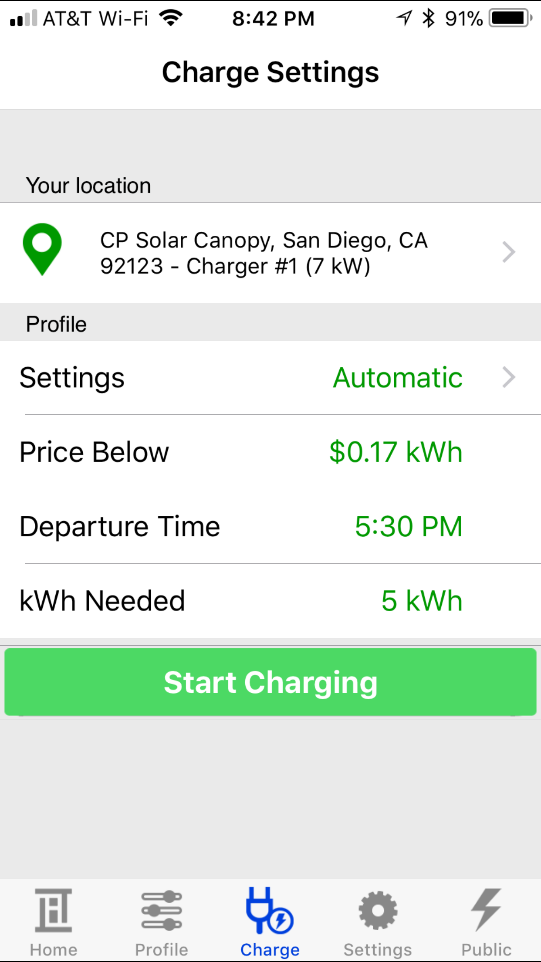 AT&T Wi-Fi 8:42 PM 91%
Charge Settings
Your location
CP Solar Canopy, San Diego, CA
92123 - Charger #1 (7 kW)
Profile
Settings Automatic
Price Below $0.17 kWh
Departure Time 5:30 PM
kWh Needed 5 kWh
Start Charging
Home Profile Charge Settings Public